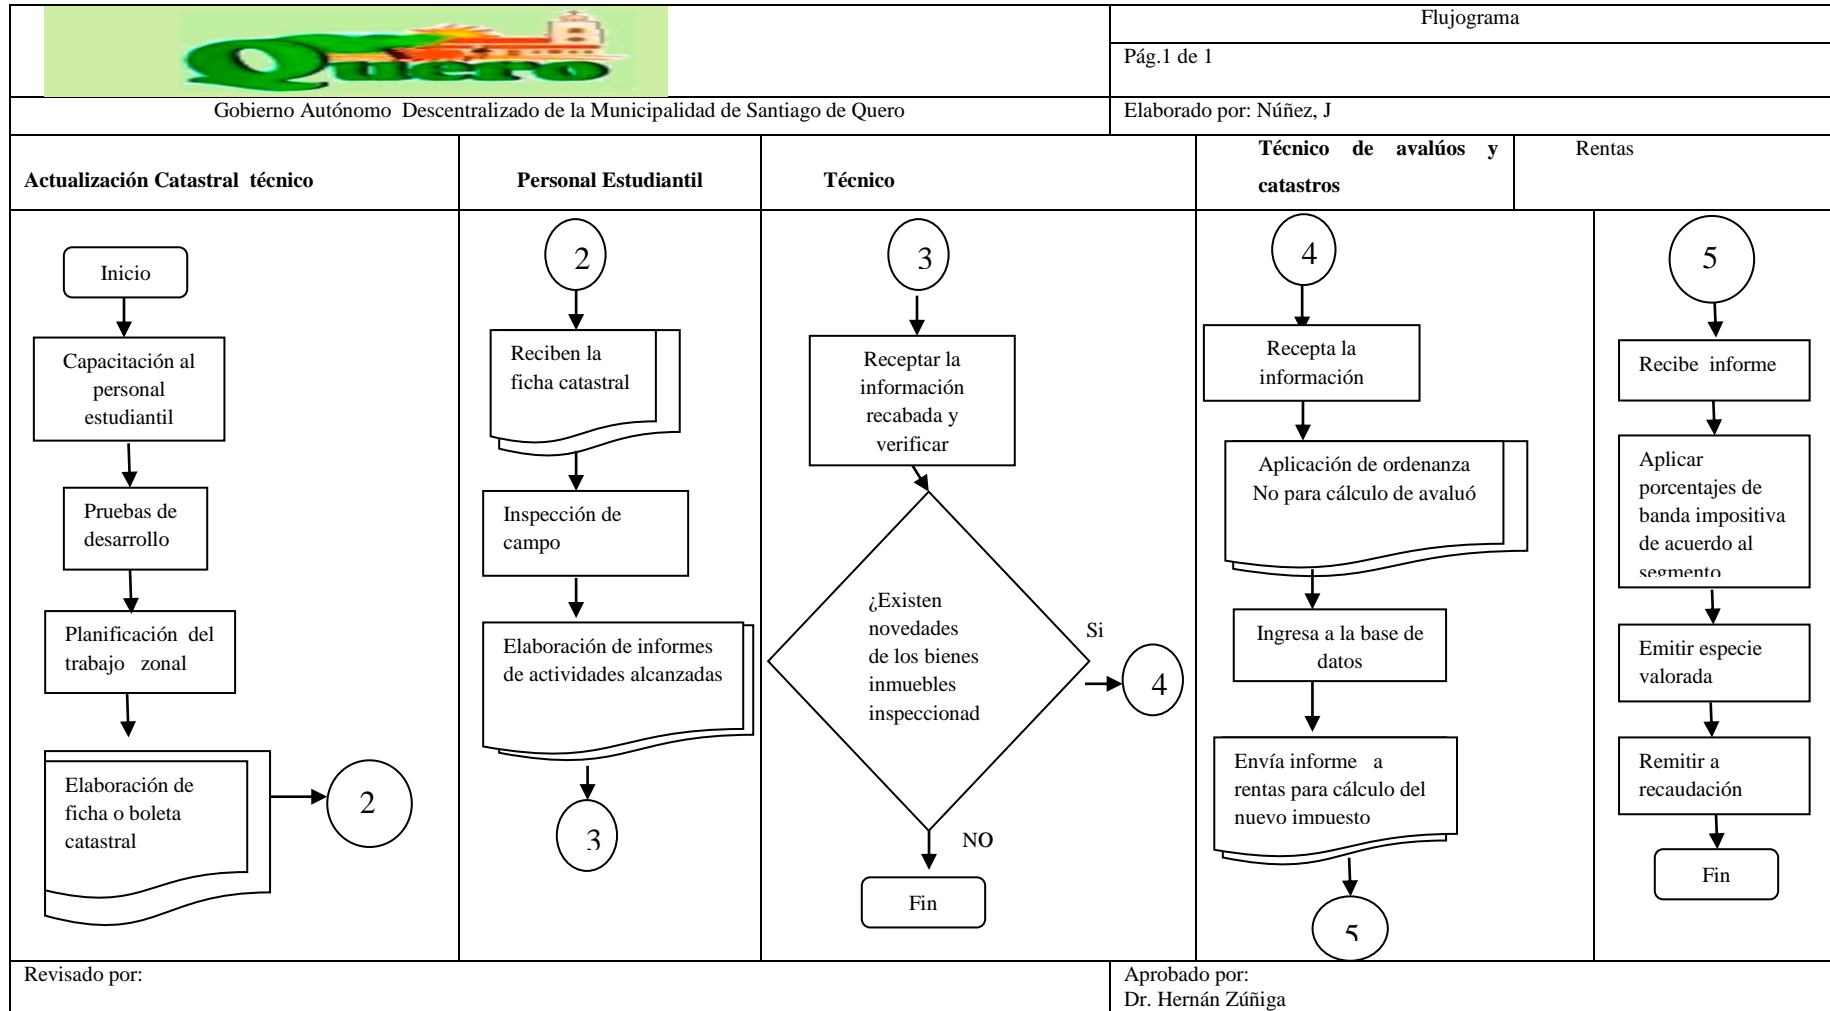 Quero
Flujograma
Pág.1 de 1
Gobierno Autónomo Descentralizado de la Municipalidad de Santiago de Quero
Elaborado por: Núñez, J
Actualización Catastral técnico
Personal Estudiantil
Técnico
Técnico de avalúos y
catastros
Rentas
Inicio
Capacitación al
personal
estudiantil
Pruebas de
desarrollo
Planificación del
trabajo zonal
Elaboración de
ficha o boleta
catastral
2
2
Reciben la
ficha catastral
Inspección de
campo
Elaboración de informes
de actividades alcanzadas
3
3
Receptar la
información
recabada y
verificar
¿Existen
novedades
de los bienes
inmuebles
inspeccionad
Si
4
NO
Fin
4
Recepta la
información
Aplicación de ordenanza
No para cálculo de avaluó
Ingresa a la base de
datos
Envía informe a
rentas para cálculo del
nuevo impuesto
5
5
Recibe informe
Aplicar
porcentajes de
banda impositiva
de acuerdo al
segmento
Emitir especie
valorada
Remitir a
recaudación
Fin
Revisado por:
Aprobado por:
Dr. Hernán Zúñiga